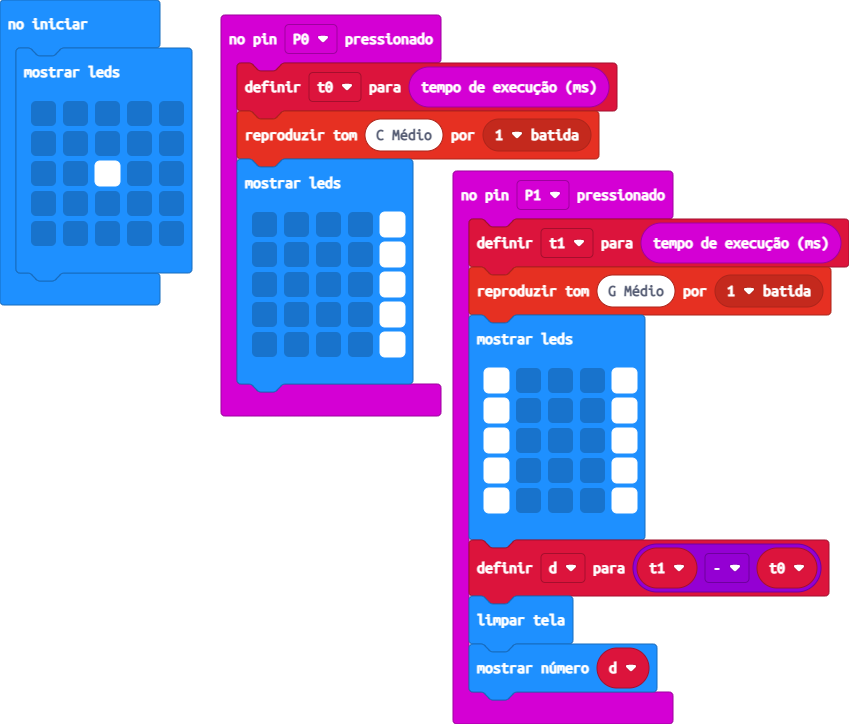 no iniciar
mostrar leds
no pin P0 pressionado
definir t0 para tempo de execução (ms)
reproduzir tom C Médio por 1 batida
mostrar leds
no pin P1 pressionado
definir t1 para tempo de execução (ms)
reproduzir tom G Médio por 1 batida
mostrar leds
definir d para t1 - t0
limpar tela
mostrar número d